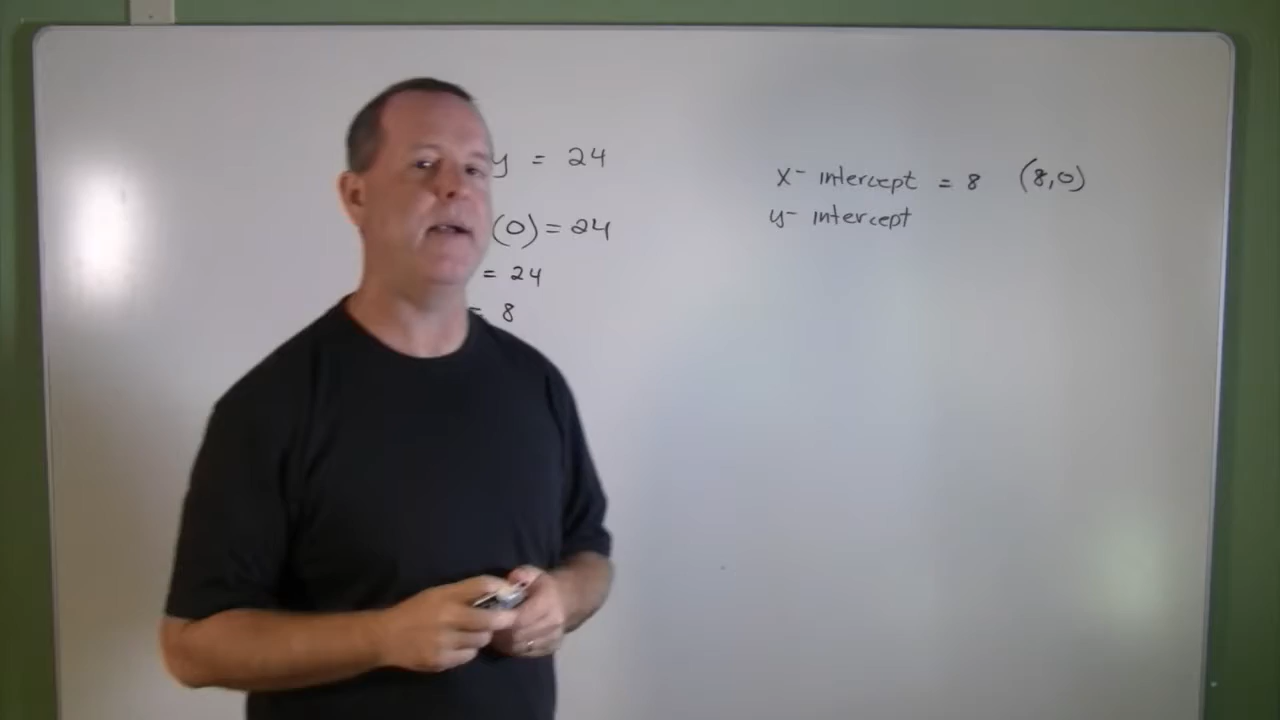 y = 24
(0) = 24
= 24
= 8
x- intercept = 8 (8,0)
y- intercept